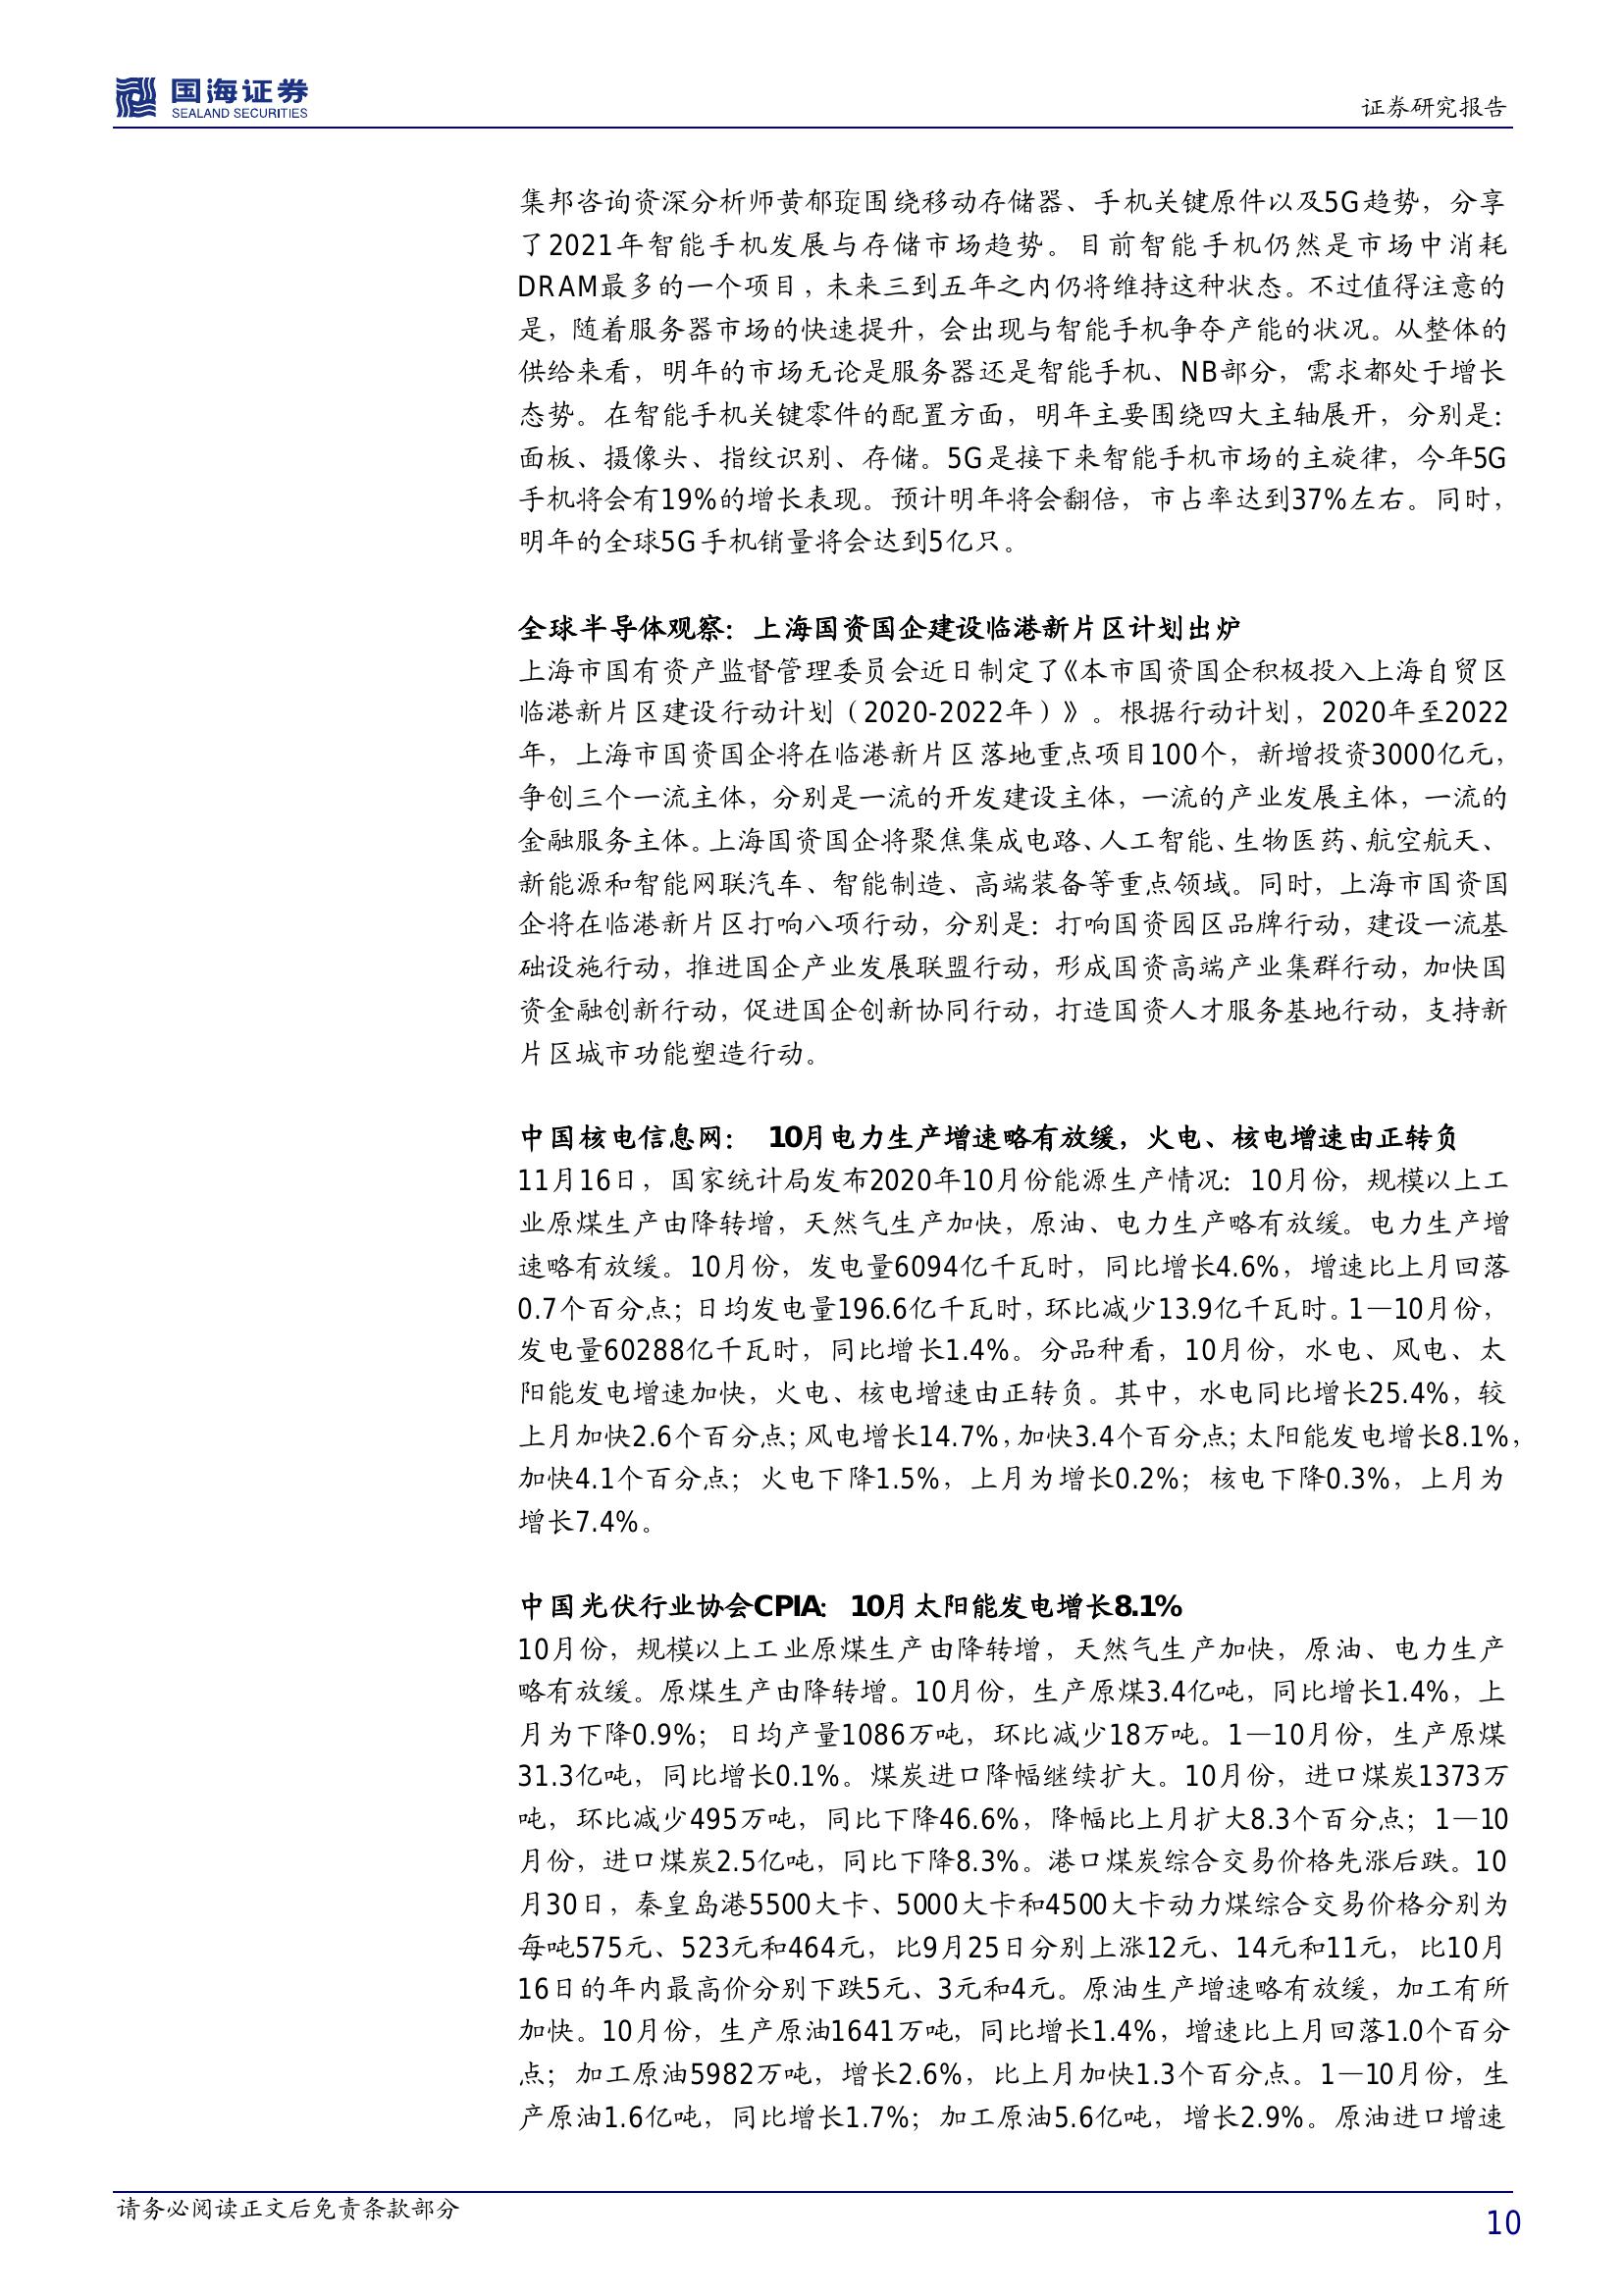 国海证券
SEALAND SECURITIES
证券研究报告
集邦咨询资深分析师黄郁琁围绕移动存储器、手机关键原件以及5G趋势，分享
了2021年智能手机发展与存储市场趋势。目前智能手机仍然是市场中消耗
DRAM最多的一个项目，未来三到五年之内仍将维持这种状态。不过值得注意的
是，随着服务器市场的快速提升，会出现与智能手机争夺产能的状况。从整体的
供给来看，明年的市场无论是服务器还是智能手机、NB部分，需求都处于增长
态势。在智能手机关键零件的配置方面，明年主要围绕四大主轴展开，分别是：
面板、摄像头、指纹识别、存储。5G是接下来智能手机市场的主旋律，今年5G
手机将会有19%的增长表现。预计明年将会翻倍，市占率达到37%左右。同时，
明年的全球5G手机销量将会达到5亿只。
全球半导体观察：上海国资国企建设临港新片区计划出炉
上海市国有资产监督管理委员会近日制定了《本市国资国企积极投入上海自贸区
临港新片区建设行动计划（2020-2022年）》。根据行动计划，2020年至2022
年，上海市国资国企将在临港新片区落地重点项目100个，新增投资3000亿元，
争创三个一流主体，分别是一流的开发建设主体，一流的产业发展主体，一流的
金融服务主体。上海国资国企将聚焦集成电路、人工智能、生物医药、航空航天、
新能源和智能网联汽车、智能制造、高端装备等重点领域。同时，上海市国资国
企将在临港新片区打响八项行动，分别是：打响国资园区品牌行动，建设一流基
础设施行动，推进国企产业发展联盟行动，形成国资高端产业集群行动，加快国
资金融创新行动，促进国企创新协同行动，打造国资人才服务基地行动，支持新
片区城市功能塑造行动。
中国核电信息网： 10月电力生产增速略有放缓，火电、核电增速由正转负
11月16日，国家统计局发布2020年10月份能源生产情况：10月份，规模以上工
业原煤生产由降转增，天然气生产加快，原油、电力生产略有放缓。电力生产增
速略有放缓。10月份，发电量6094亿千瓦时，同比增长4.6%，增速比上月回落
0.7个百分点；日均发电量196.6亿千瓦时，环比减少13.9亿千瓦时。1—10月份，
发电量60288亿千瓦时，同比增长1.4%。分品种看，10月份，水电、风电、太
阳能发电增速加快，火电、核电增速由正转负。其中，水电同比增长25.4%，较
上月加快2.6个百分点；风电增长14.7%，加快3.4个百分点；太阳能发电增长8.1%，
加快4.1个百分点；火电下降1.5%，上月为增长0.2%；核电下降0.3%，上月为
增长7.4%。
中国光伏行业协会CPIA：10月太阳能发电增长8.1%
10月份，规模以上工业原煤生产由降转增，天然气生产加快，原油、电力生产
略有放缓。原煤生产由降转增。10月份，生产原煤3.4亿吨，同比增长1.4%，上
月为下降0.9%；日均产量1086万吨，环比减少18万吨。1—10月份，生产原煤
31.3亿吨，同比增长0.1%。煤炭进口降幅继续扩大。10月份，进口煤炭1373万
吨，环比减少495万吨，同比下降46.6%，降幅比上月扩大8.3个百分点；1—10
月份，进口煤炭2.5亿吨，同比下降8.3%。港口煤炭综合交易价格先涨后跌。10
月30日，秦皇岛港5500大卡、5000大卡和4500大卡动力煤综合交易价格分别为
每吨575元、523元和464元，比9月25日分别上涨12元、14元和11元，比10月
16日的年内最高价分别下跌5元、3元和4元。原油生产增速略有放缓，加工有所
加快。10月份，生产原油1641万吨，同比增长1.4%，增速比上月回落1.0个百分
点；加工原油5982万吨，增长2.6%，比上月加快1.3个百分点。1—10月份，生
产原油1.6亿吨，同比增长1.7%；加工原油5.6亿吨，增长2.9%。原油进口增速
请务必阅读正文后免责条款部分
10